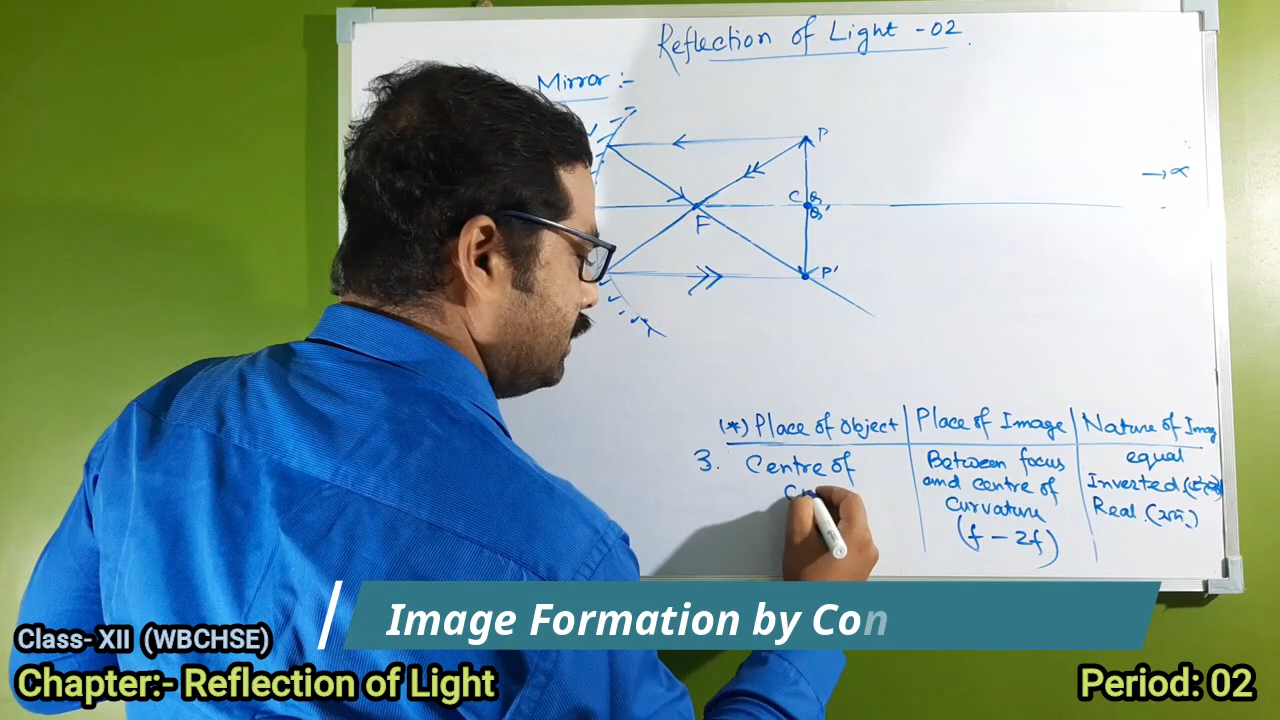 Reflection of Light - 02
Mirror :-
P
→ ∝
C
F
P'
(*) Place of Object | Place of Image | Nature of Imag
3. Centre of
Between focus
and centre of
curvature
(f - 2f)
equal
Inverted
Real
Image Formation by Con
Class- XII (WBCHSE)
Chapter:- Reflection of Light
Period: 02